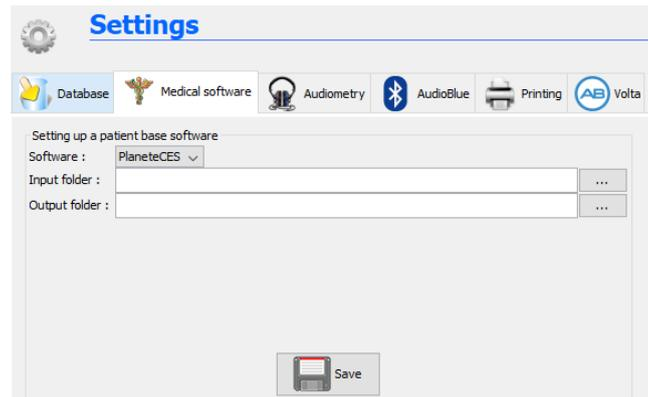 Settings
Database Medical software Audiometry AudioBlue Printing AB Volta
Setting up a patient base software
Software : PlaneteCES
Input folder : ...
Output folder : ...
Save